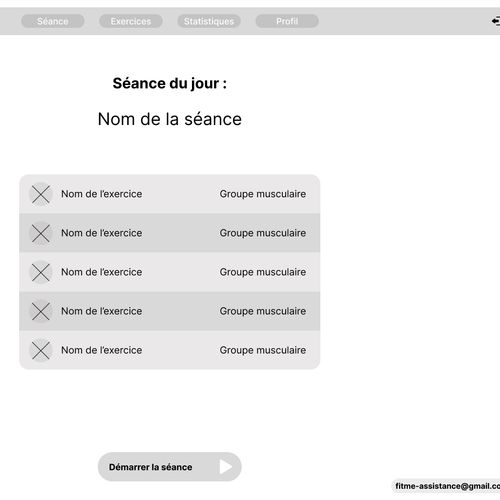 Séance Exercices Statistiques Profil
Séance du jour :
Nom de la séance
Nom de l'exercice Groupe musculaire
Nom de l'exercice Groupe musculaire
Nom de l'exercice Groupe musculaire
Nom de l'exercice Groupe musculaire
Nom de l'exercice Groupe musculaire
Démarrer la séance
fitme-assistance@gmail.co